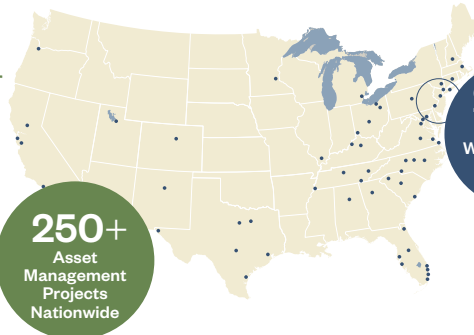 250+
Asset
Management
Projects
Nationwide